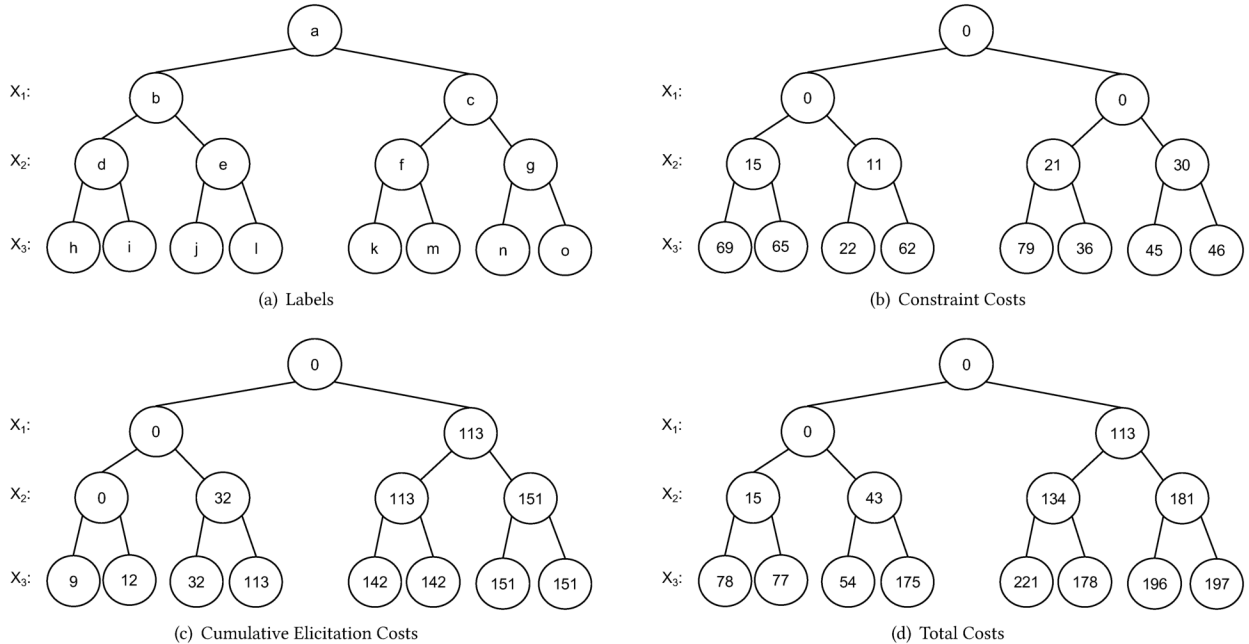 a 0
X1: b c X1: 0 0
X2: d e f g X2: 15 11 21 30
X3: h i j l k m n o X3: 69 65 22 62 79 36 45 46
(a) Labels (b) Constraint Costs
0 0
X1: 0 113 X1: 0 113
X2: 0 32 113 151 X2: 15 43 134 181
X3: 9 12 32 113 142 142 151 151 X3: 78 77 54 175 221 178 196 197
(c) Cumulative Elicitation Costs (d) Total Costs